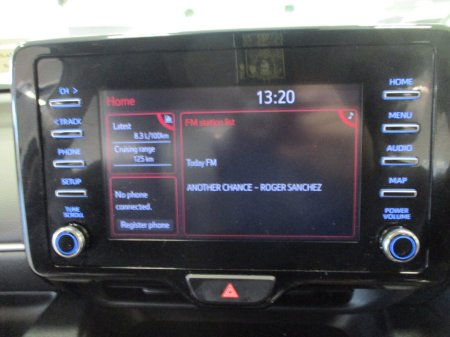 CH >
< TRACK
PHONE
SETUP
TUNE
SCROLL
Home
13:20
Latest
8.3 L/100km
Cruising range
125 km
No phone
connected.
Register phone
FM station list
Today FM
ANOTHER CHANCE – ROGER SANCHEZ
HOME
MENU
AUDIO
MAP
POWER
VOLUME